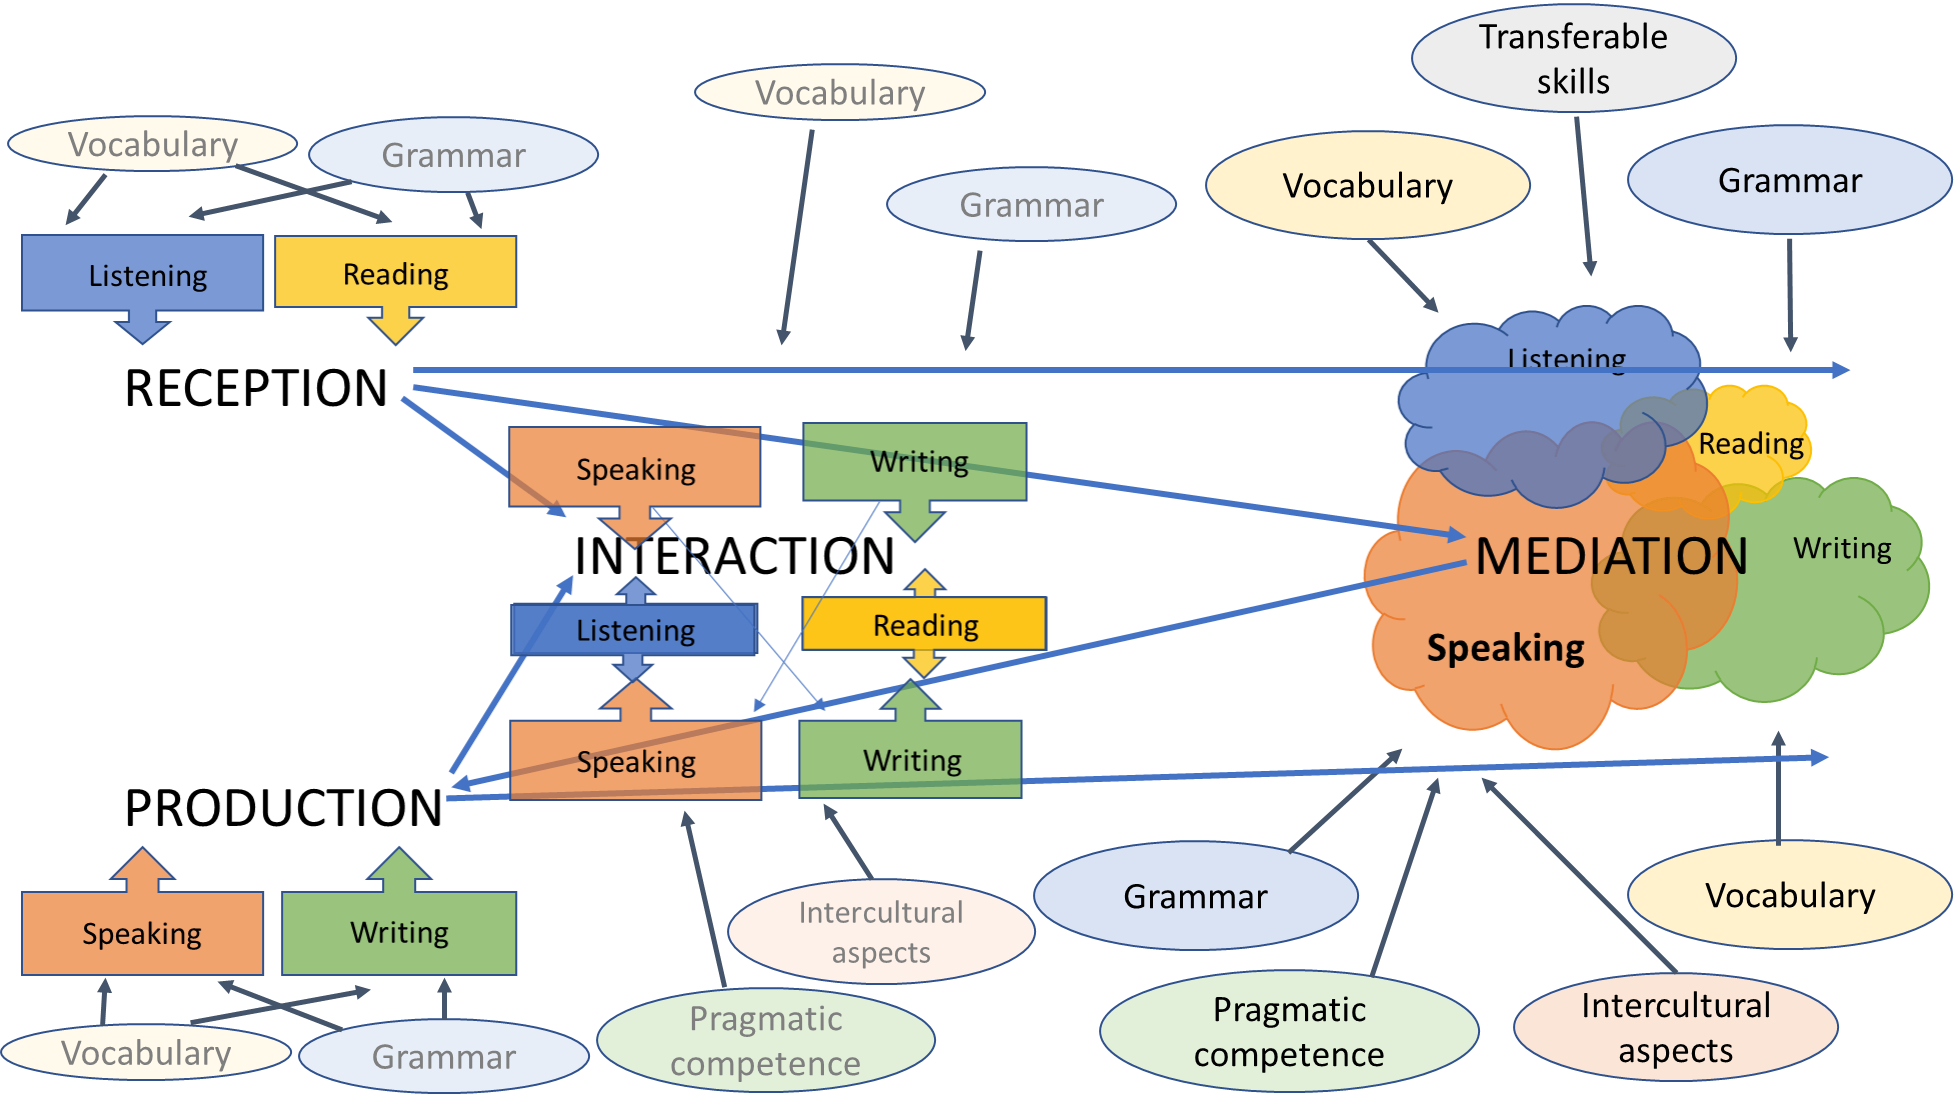 Transferable
skills
Vocabulary
Vocabulary
Grammar
Vocabulary
Grammar
Grammar
Listening
Reading
RECEPTION
Speaking
Writing
INTERACTION
Listening
Reading
Speaking
Writing
Listening
Reading
MEDIATION
Writing
Speaking
PRODUCTION
Speaking
Writing
Vocabulary
Grammar
Intercultural
aspects
Pragmatic
competence
Grammar
Vocabulary
Pragmatic
competence
Intercultural
aspects